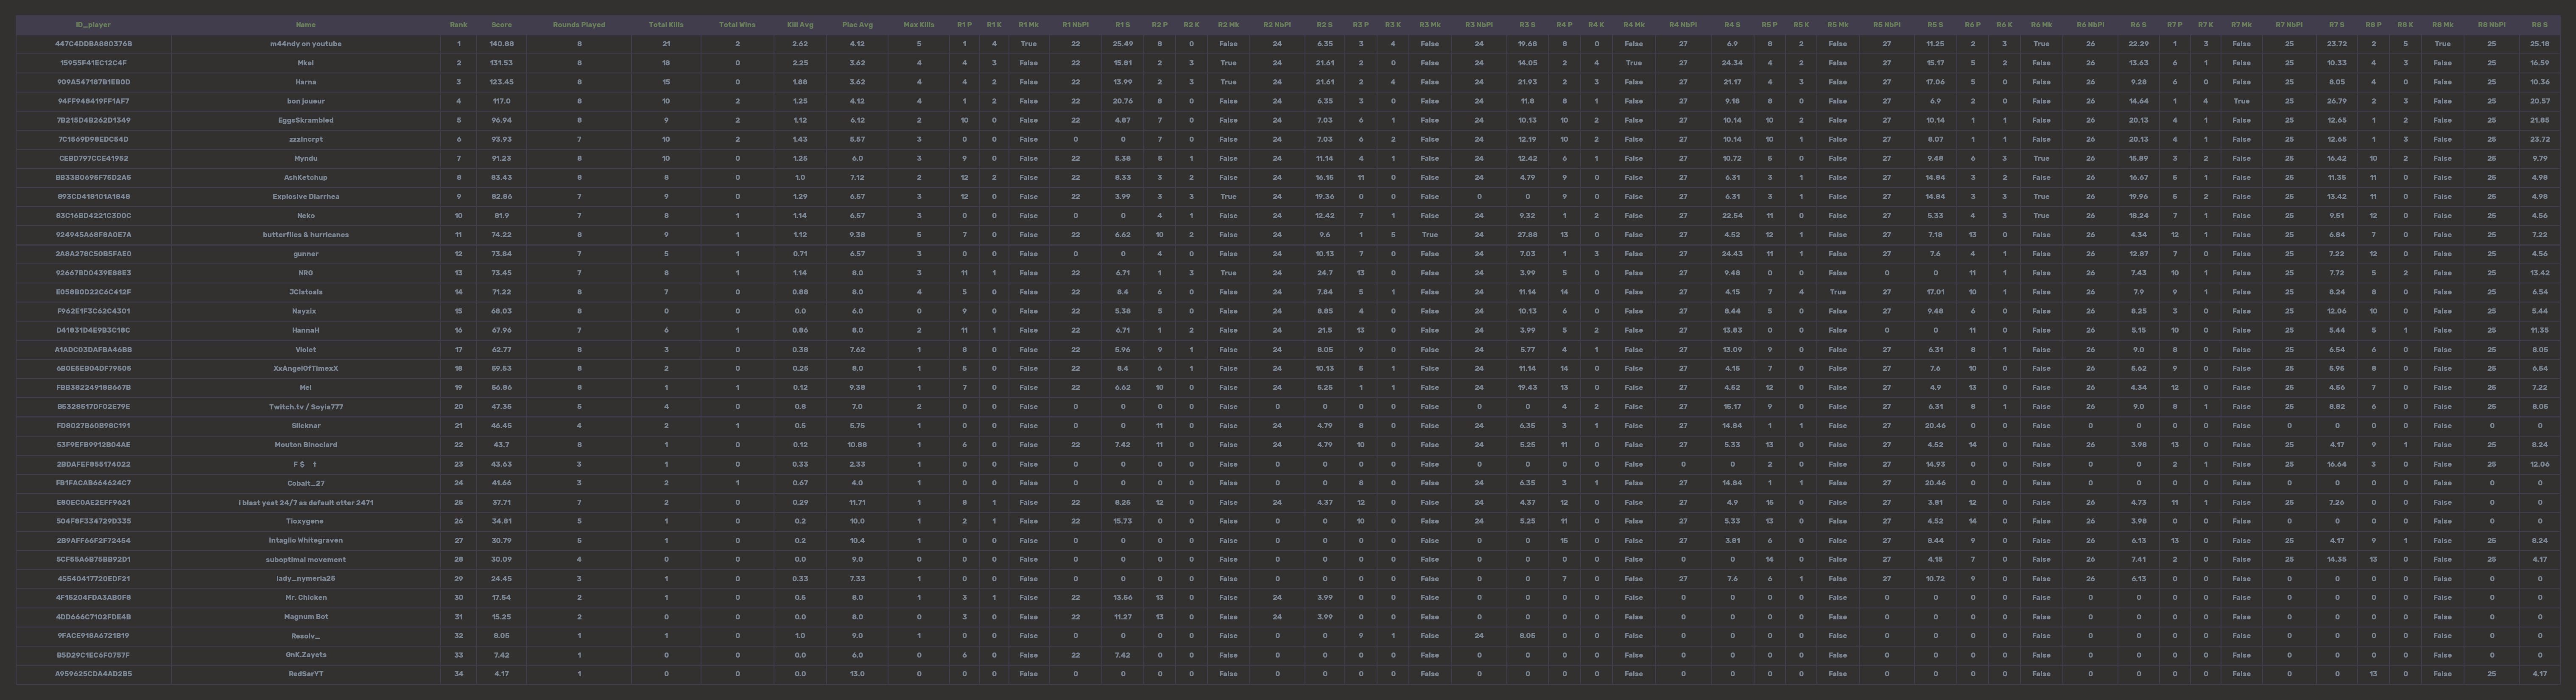 ID_player Name Rank Score Rounds Played Total Kills Total Wins Kill Avg Plac Avg Max Kills R1 P R1 K R1 Mk R1 NbPl R1 S R2 P R2 K R2 Mk R2 NbPl R2 S R3 P R3 K R3 Mk R3 NbPl R3 S R4 P R4 K R4 Mk R4 NbPl R4 S R5 P R5 K R5 Mk R5 NbPl R5 S R6 P R6 K R6 Mk R6 NbPl R6 S R7 P R7 K R7 Mk R7 NbPl R7 S R8 P R8 K R8 Mk R8 NbPl R8 S
447C4DDBA880376B m44ndy on youtube 1 140.88 8 21 2 2.62 4.12 5 1 4 True 22 25.49 8 0 False 24 6.35 3 4 False 24 19.68 8 0 False 27 6.9 8 2 False 27 11.25 2 3 True 26 22.29 1 3 False 25 23.72 2 5 True 25 25.18
15955F41EC12C4F Mkel 2 131.53 8 18 0 2.25 3.62 4 4 3 False 22 15.81 2 3 True 24 21.61 2 0 False 24 14.05 2 4 True 27 24.34 4 2 False 27 15.17 5 2 False 26 13.63 6 1 False 25 10.33 4 3 False 25 16.59
909A547187B1EB0D Harna 3 123.45 8 15 0 1.88 3.62 4 4 2 False 22 13.99 2 3 True 24 21.61 2 4 False 24 21.93 2 3 False 27 21.17 4 3 False 27 17.06 5 0 False 26 9.28 6 0 False 25 8.05 4 0 False 25 10.36
94FF948419FF1AF7 bon joueur 4 117.0 8 10 2 1.25 4.12 4 1 2 False 22 20.76 8 0 False 24 6.35 3 0 False 24 11.8 8 1 False 27 9.18 8 0 False 27 6.9 2 0 False 26 14.64 1 4 True 25 26.79 2 3 False 25 20.57
7B215D4B262D1349 EggsSkrambled 5 96.94 8 9 2 1.12 6.12 2 10 0 False 22 4.87 7 0 False 24 7.03 6 1 False 24 10.13 10 2 False 27 10.14 10 2 False 27 10.14 1 1 False 26 20.13 4 1 False 25 12.65 1 2 False 25 21.85
7C1569D98EDC54D zzzIncrpt 6 93.93 7 10 2 1.43 5.57 3 0 0 False 0 0 7 0 False 24 7.03 6 2 False 24 12.19 10 2 False 27 10.14 10 1 False 27 8.07 1 1 False 26 20.13 4 1 False 25 12.65 1 3 False 25 23.72
CEBD797CCE41952 Myndu 7 91.23 8 10 0 1.25 6.0 3 9 0 False 22 5.38 5 1 False 24 11.14 4 1 False 24 12.42 6 1 False 27 10.72 5 0 False 27 9.48 6 3 True 26 15.89 3 2 False 25 16.42 10 2 False 25 9.79
BB33B0695F75D2A5 AshKetchup 8 83.43 8 8 0 1.0 7.12 2 12 2 False 22 8.33 3 2 False 24 16.15 11 0 False 24 4.79 9 0 False 27 6.31 3 1 False 27 14.84 3 2 False 26 16.67 5 1 False 25 11.35 11 0 False 25 4.98
893CD418101A1848 Explosive Diarrhea 9 82.86 7 9 0 1.29 6.57 3 12 0 False 22 3.99 3 3 True 24 19.36 0 0 False 0 0 9 0 False 27 6.31 3 1 False 27 14.84 3 3 True 26 19.96 5 2 False 25 13.42 11 0 False 25 4.98
83C16BD4221C3D0C Neko 10 81.9 7 8 1 1.14 6.57 3 0 0 False 0 0 4 1 False 24 12.42 7 1 False 24 9.32 1 2 False 27 22.54 11 0 False 27 5.33 4 3 True 26 18.24 7 1 False 25 9.51 12 0 False 25 4.56
924945A68F8A0E7A butterflies & hurricanes 11 74.22 8 9 1 1.12 9.38 5 7 0 False 22 6.62 10 2 False 24 9.6 1 5 True 24 27.88 13 0 False 27 4.52 12 1 False 27 7.18 13 0 False 26 4.34 12 1 False 25 6.84 7 0 False 25 7.22
2A8A278C50B5FAE0 gunner 12 73.84 7 5 1 0.71 6.57 3 0 0 False 0 0 4 0 False 24 10.13 7 0 False 24 7.03 1 3 False 27 24.43 11 1 False 27 7.6 4 1 False 26 12.87 7 0 False 25 7.22 12 0 False 25 4.56
92667BD0439E88E3 NRG 13 73.45 7 8 1 1.14 8.0 3 11 1 False 22 6.71 1 3 True 24 24.7 13 0 False 24 3.99 5 0 False 27 9.48 0 0 False 0 0 11 1 False 26 7.43 10 1 False 25 7.72 5 2 False 25 13.42
E058B0D22C6C412F JCIstoals 14 71.22 8 7 0 0.88 8.0 4 5 0 False 22 8.4 6 0 False 24 7.84 5 1 False 24 11.14 14 0 False 27 4.15 7 4 True 27 17.01 10 1 False 26 7.9 9 1 False 25 8.24 8 0 False 25 6.54
F962E1F3C62C4301 Nayzix 15 68.03 8 0 0 0.0 6.0 0 9 0 False 22 5.38 5 0 False 24 8.85 4 0 False 24 10.13 6 0 False 27 8.44 5 0 False 27 9.48 6 0 False 26 8.25 3 0 False 25 12.06 10 0 False 25 5.44
D41831D4E9B3C18C HannaH 16 67.96 7 6 1 0.86 8.0 2 11 1 False 22 6.71 1 2 False 24 21.5 13 0 False 24 3.99 5 2 False 27 13.83 0 0 False 0 0 11 0 False 26 5.15 10 0 False 25 5.44 5 1 False 25 11.35
A1ADC03DAFBA46BB Violet 17 62.77 8 3 0 0.38 7.62 1 8 0 False 22 5.96 9 1 False 24 8.05 9 0 False 24 5.77 4 1 False 27 13.09 9 0 False 27 6.31 8 1 False 26 9.0 8 0 False 25 6.54 6 0 False 25 8.05
6B0E5EB04DF79505 XxAngelOfTimexX 18 59.53 8 2 0 0.25 8.0 1 5 0 False 22 8.4 6 1 False 24 10.13 5 1 False 24 11.14 14 0 False 27 4.15 7 0 False 27 7.6 10 0 False 26 5.62 9 0 False 25 5.95 8 0 False 25 6.54
FBB38224918B667B Mel 19 56.86 8 1 1 0.12 9.38 1 7 0 False 22 6.62 10 0 False 24 5.25 1 1 False 24 19.43 13 0 False 27 4.52 12 0 False 27 4.9 13 0 False 26 4.34 12 0 False 25 4.56 7 0 False 25 7.22
B5328517DF02E79E Twitch.tv / Soyla777 20 47.35 5 4 0 0.8 7.0 2 0 0 False 0 0 0 0 False 0 0 0 0 False 0 0 4 2 False 27 15.17 9 0 False 27 6.31 8 1 False 26 9.0 8 1 False 25 8.82 6 0 False 25 8.05
FD8027B60B98C191 Slicknar 21 46.45 4 2 1 0.5 5.75 1 0 0 False 0 0 11 0 False 24 4.79 8 0 False 24 6.35 3 1 False 27 14.84 1 1 False 27 20.46 0 0 False 0 0 0 0 False 0 0 0 0 False 0 0
53F9EFB9912B04AE Mouton Binoclard 22 43.7 8 1 0 0.12 10.88 1 6 0 False 22 7.42 11 0 False 24 4.79 10 0 False 24 5.25 11 0 False 27 5.33 13 0 False 27 4.52 14 0 False 26 3.98 13 0 False 25 4.17 9 1 False 25 8.24
2BDAFEF855174022 F $ † 23 43.63 3 1 0 0.33 2.33 1 0 0 False 0 0 0 0 False 0 0 0 0 False 0 0 0 0 False 0 0 2 0 False 27 14.93 0 0 False 0 0 2 1 False 25 16.64 3 0 False 25 12.06
FB1FACAB664624C7 Cobalt_27 24 41.66 3 2 1 0.67 4.0 1 0 0 False 0 0 0 0 False 0 0 8 0 False 24 6.35 3 1 False 27 14.84 1 1 False 27 20.46 0 0 False 0 0 0 0 False 0 0 0 0 False 0 0
E80EC0AE2EFF9621 i blast yeat 24/7 as default otter 2471 25 37.71 7 2 0 0.29 11.71 1 8 1 False 22 8.25 12 0 False 24 4.37 12 0 False 24 4.37 12 0 False 27 4.9 15 0 False 27 3.81 12 0 False 26 4.73 11 1 False 25 7.26 0 0 False 0 0
504F8F334729D335 Tioxygene 26 34.81 5 1 0 0.2 10.0 1 2 1 False 22 15.73 0 0 False 0 0 10 0 False 24 5.25 11 0 False 27 5.33 13 0 False 27 4.52 14 0 False 26 3.98 0 0 False 0 0 0 0 False 0 0
2B9AFF66F2F72454 Intaglio Whitegraven 27 30.79 5 1 0 0.2 10.4 1 0 0 False 0 0 0 0 False 0 0 0 0 False 0 0 15 0 False 27 3.81 6 0 False 27 8.44 9 0 False 26 6.13 13 0 False 25 4.17 9 1 False 25 8.24
5CF55A6B75BB92D1 suboptimal movement 28 30.09 4 0 0 0.0 9.0 0 0 0 False 0 0 0 0 False 0 0 0 0 False 0 0 0 0 False 0 0 14 0 False 27 4.15 7 0 False 26 7.41 2 0 False 25 14.35 13 0 False 25 4.17
45540417720EDF21 lady_nymeria25 29 24.45 3 1 0 0.33 7.33 1 0 0 False 0 0 0 0 False 0 0 0 0 False 0 0 7 0 False 27 7.6 6 1 False 27 10.72 9 0 False 26 6.13 0 0 False 0 0 0 0 False 0 0
4F15204FDA3AB0F8 Mr. Chicken 30 17.54 2 1 0 0.5 8.0 1 3 1 False 22 13.56 13 0 False 24 3.99 0 0 False 0 0 0 0 False 0 0 0 0 False 0 0 0 0 False 0 0 0 0 False 0 0 0 0 False 0 0
4DD666C7102FDE4B Magnum Bot 31 15.25 2 0 0 0.0 8.0 0 3 0 False 22 11.27 13 0 False 24 3.99 0 0 False 0 0 0 0 False 0 0 0 0 False 0 0 0 0 False 0 0 0 0 False 0 0 0 0 False 0 0
9FACE918A6721B19 Resolv_ 32 8.05 1 1 0 1.0 9.0 1 0 0 False 0 0 0 0 False 0 0 9 1 False 24 8.05 0 0 False 0 0 0 0 False 0 0 0 0 False 0 0 0 0 False 0 0 0 0 False 0 0
B5D29C1EC6F0757F GnK.Zayets 33 7.42 1 0 0 0.0 6.0 0 6 0 False 22 7.42 0 0 False 0 0 0 0 False 0 0 0 0 False 0 0 0 0 False 0 0 0 0 False 0 0 0 0 False 0 0 0 0 False 0 0
A959625CDA4AD2B5 RedSarYT 34 4.17 1 0 0 0.0 13.0 0 0 0 False 0 0 0 0 False 0 0 0 0 False 0 0 0 0 False 0 0 0 0 False 0 0 0 0 False 0 0 0 0 False 0 0 13 0 False 25 4.17